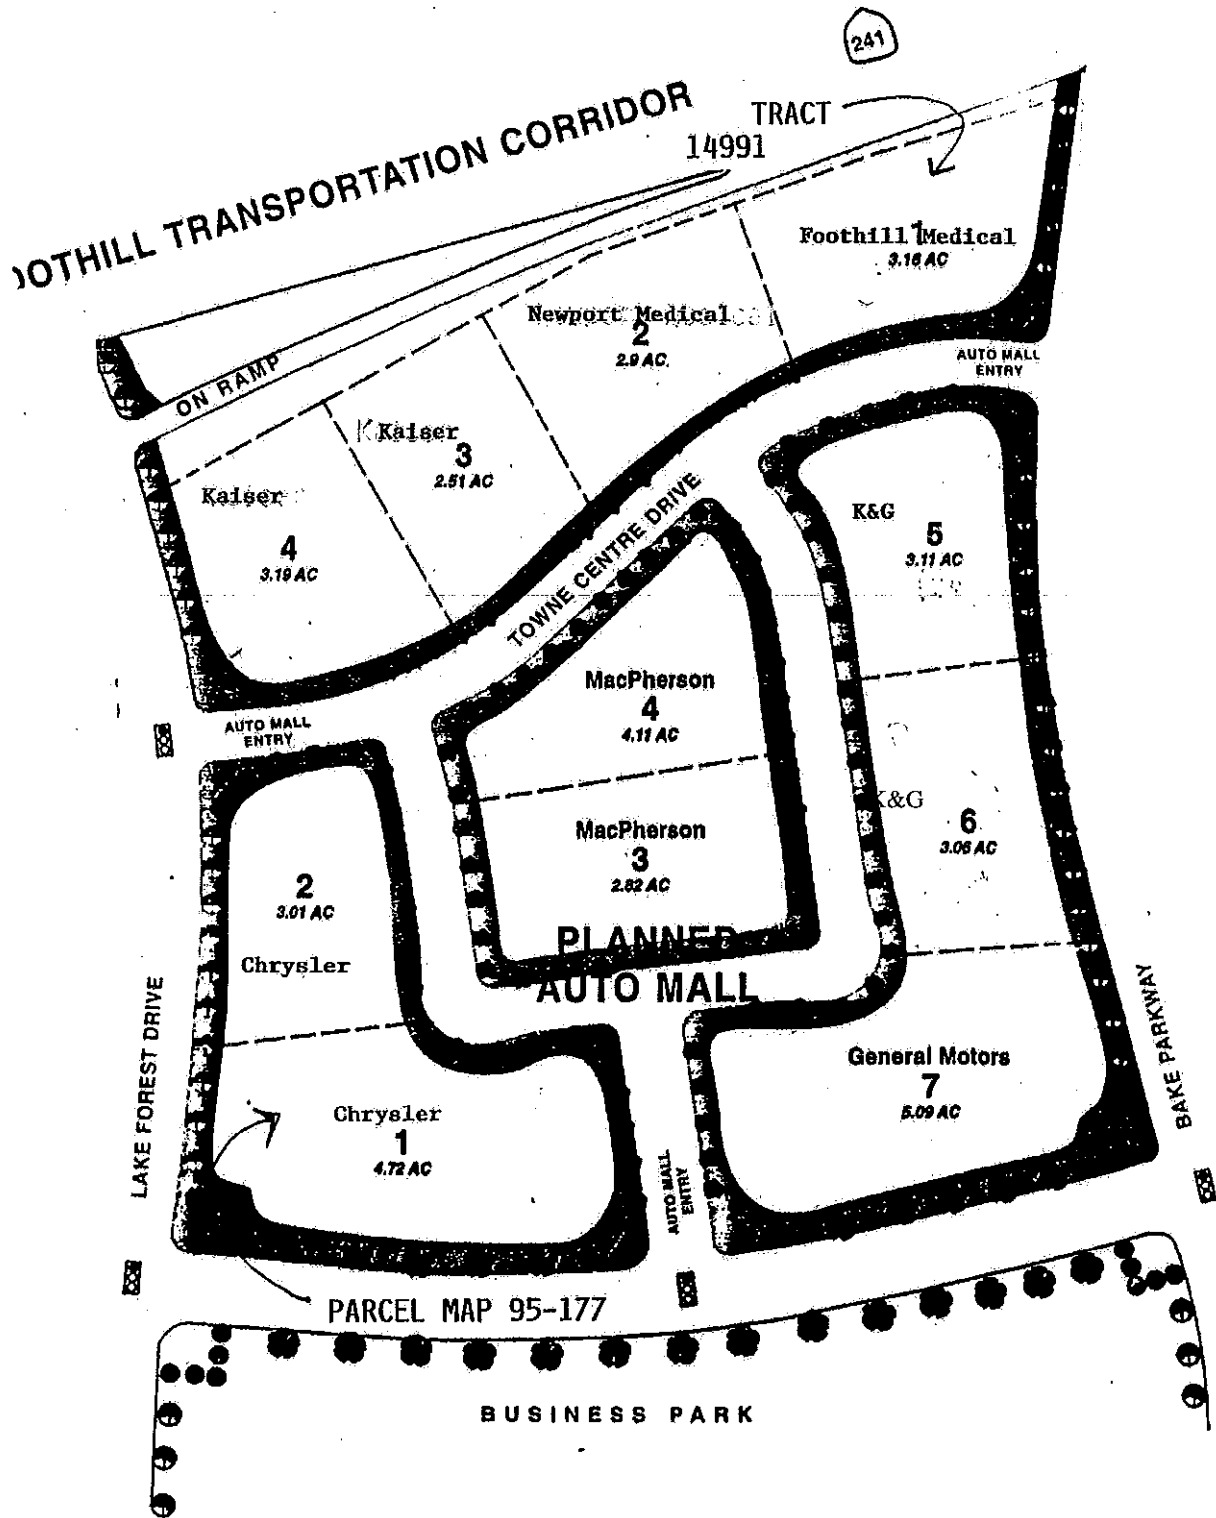 241
OOTHILL TRANSPORTATION CORRIDOR
TRACT
14991
Foothill Medical
1
3.16 AC
Newport Medical
2
2.9 AC.
AUTO MALL
ENTRY
ON RAMP
Kaiser
3
2.51 AC
Kaiser
4
3.19 AC
TOWNE CENTRE DRIVE
K&G
5
3.11 AC
MacPherson
4
4.11 AC
AUTO MALL
ENTRY
K&G
6
3.06 AC
MacPherson
3
2.82 AC
2
3.01 AC
Chrysler
PLANNED
AUTO MALL
LAKE FOREST DRIVE
BAKE PARKWAY
General Motors
7
5.09 AC
Chrysler
1
4.72 AC
AUTO MALL
ENTRY
PARCEL MAP 95-177
BUSINESS PARK